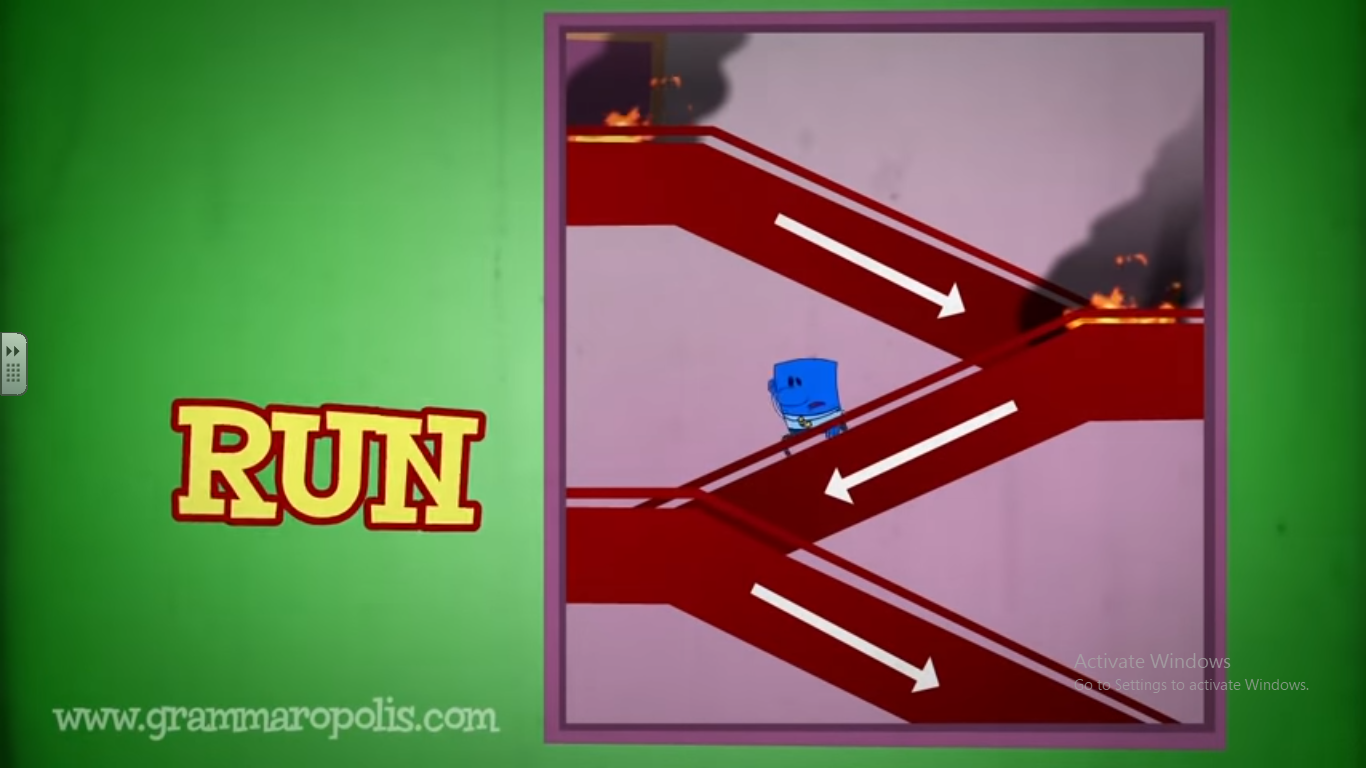 RUN
www.grammaropolis.com
Activate Windows
Go to Settings to activate Windows.